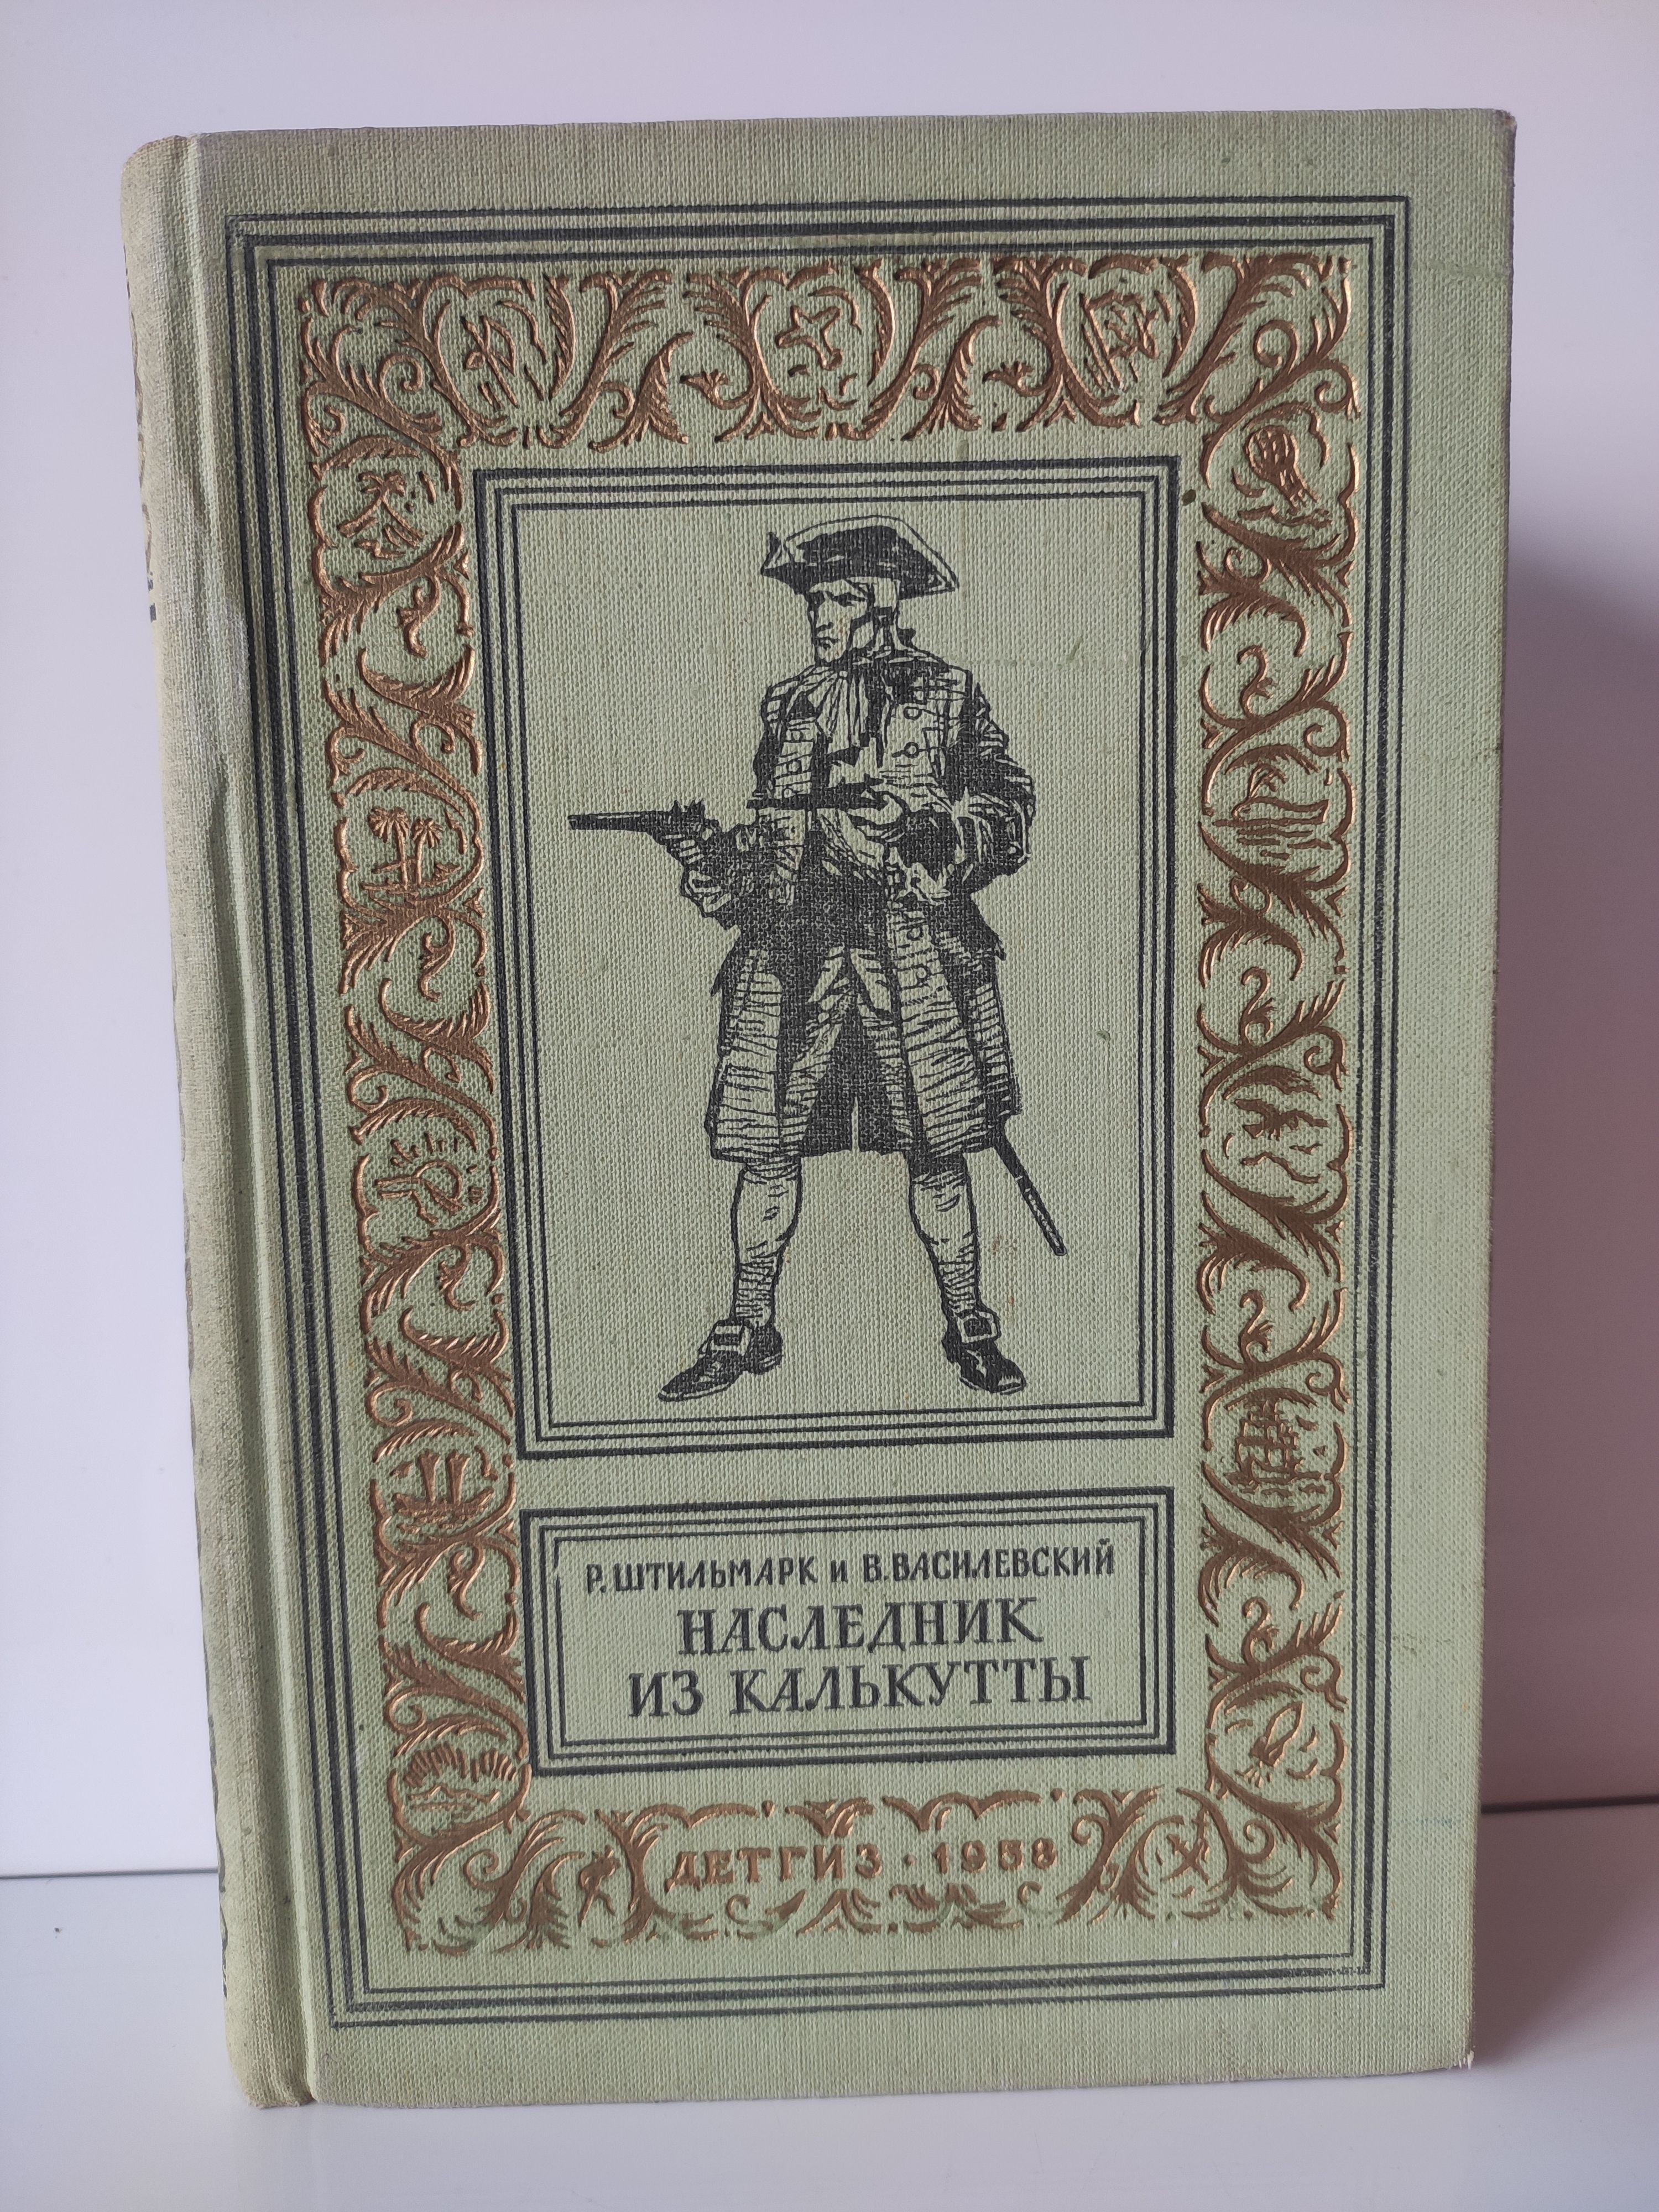 Р. ШТИЛЬМАРК И В. ВАСИЛЕВСКИЙ
НАСЛЕДНИК
ИЗ КАЛЬКУТТЫ
ДЕТГИЗ · 1958